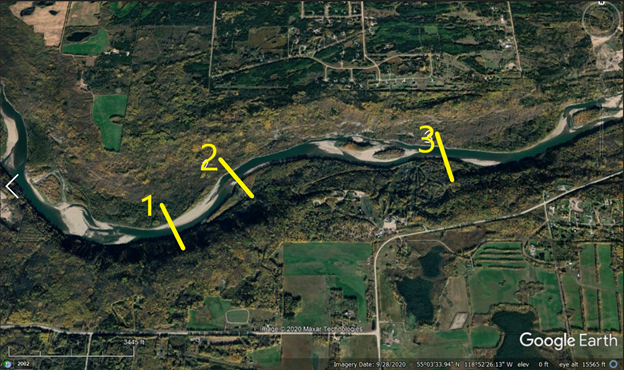 2
3
1
Image © 2020 Maxar Technologies
3445 ft
Google Earth
2002
Imagery Date: 9/28/2020 55°03'33.94" N 118°52'26.13" W elev 0 ft eye alt 15565 ft